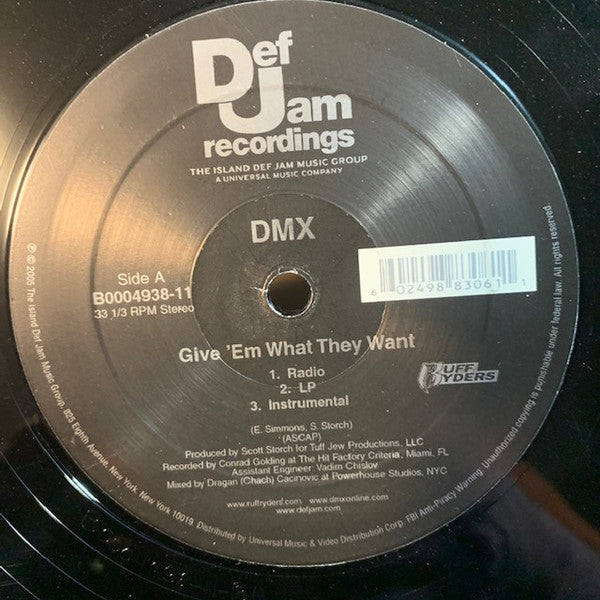 Def Jam
recordings
THE ISLAND DEF JAM MUSIC GROUP
A UNIVERSAL MUSIC COMPANY
DMX
Side A
B0004938-11
33 1/3 RPM Stereo
6 02498 83061 1
Give 'Em What They Want
1. Radio
2. LP
3. Instrumental
RUFF RYDERS
(E. Simmons, S. Storch)
(ASCAP)
Produced by Scott Storch for Tuff Jew Productions, LLC
Recorded by Conrad Golding at The Hit Factory Criteria, Miami, FL
Assistant Engineer: Vadim Chislov
Mixed by Dragan (Chach) Cacinovic at Powerhouse Studios, NYC
www.ruffryders.com www.dmxonline.com
www.defjam.com
℗ © 2005 The Island Def Jam Music Group, 825 Eighth Avenue, New York, New York 10019. Distributed by Universal Music & Video Distribution Corp. FBI Anti-Piracy Warning: Unauthorized copying is punishable under federal law. All rights reserved.